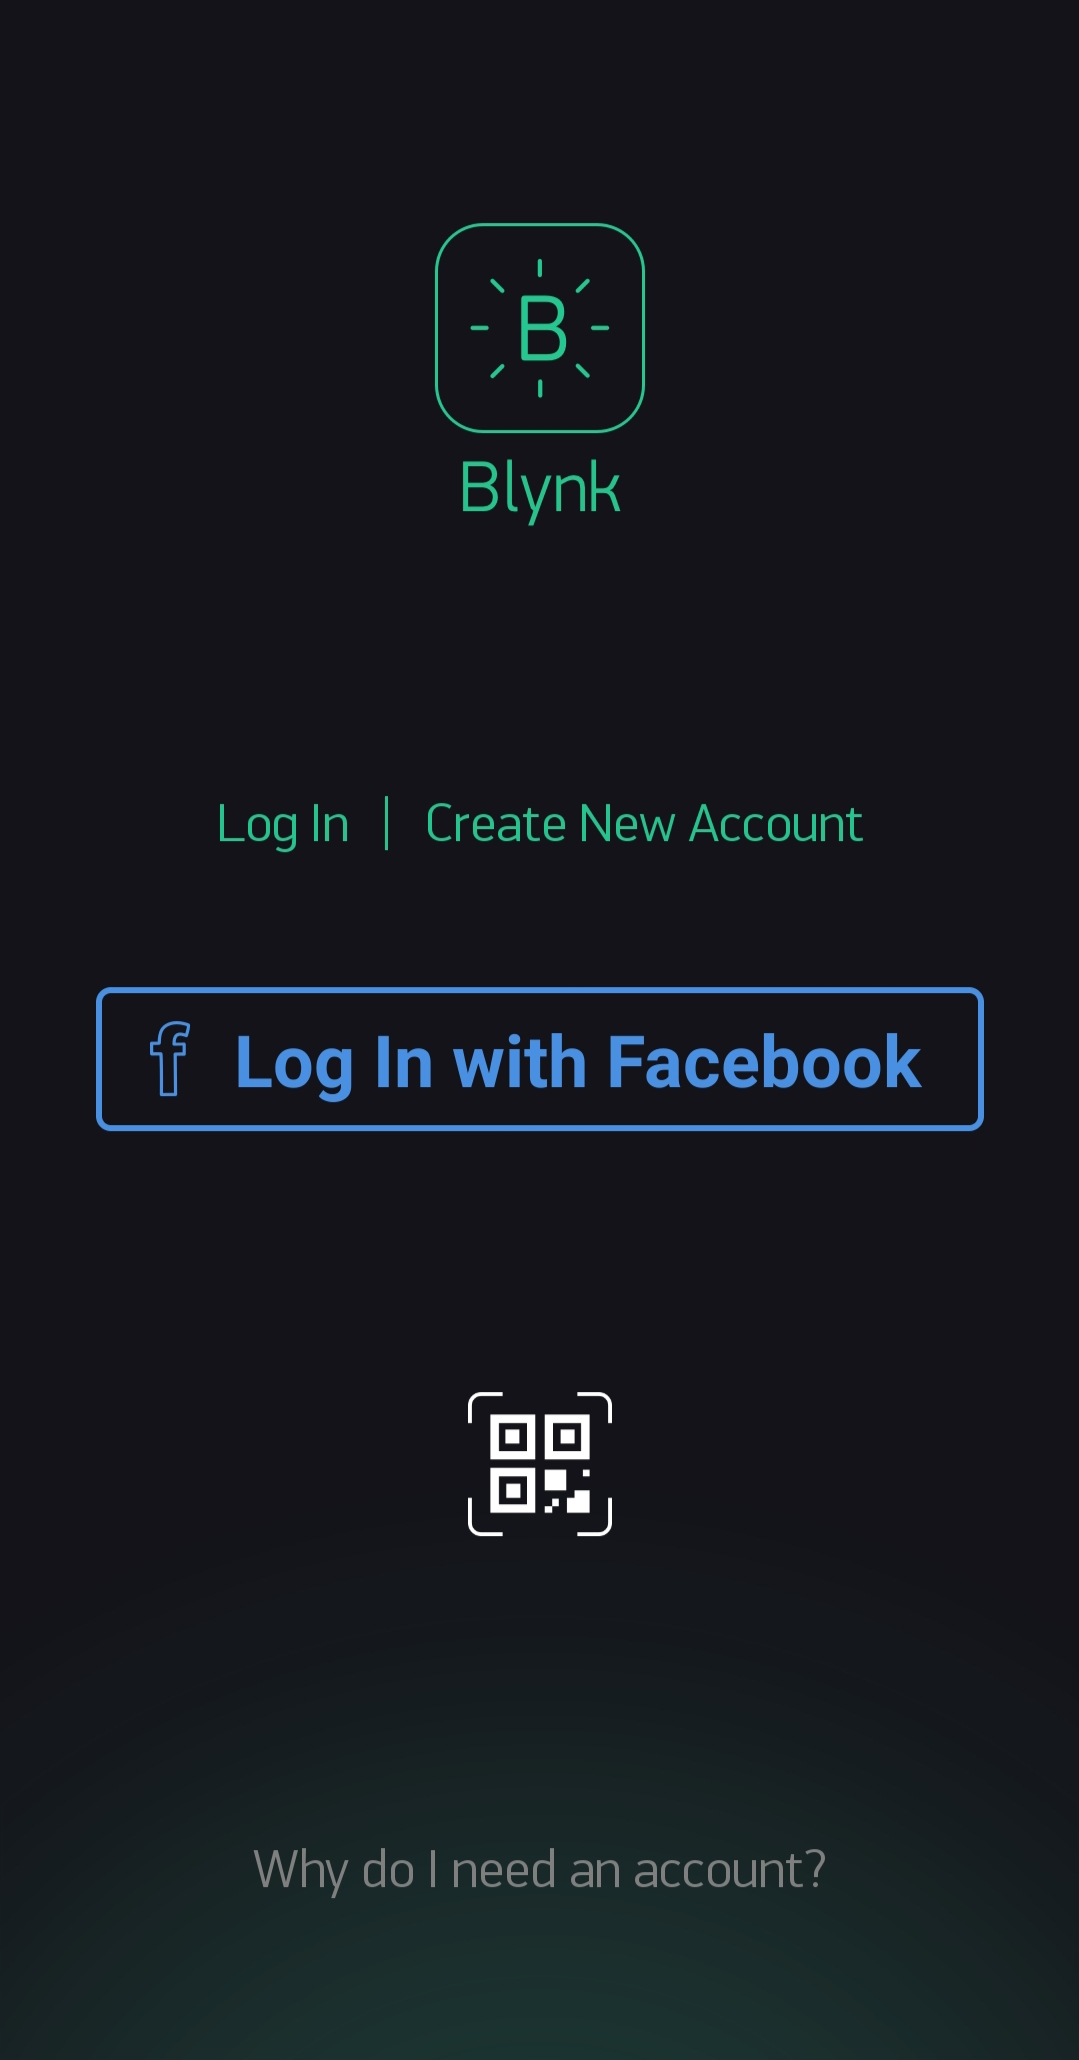 B
Blynk
Log In | Create New Account
f Log In with Facebook
Why do I need an account?